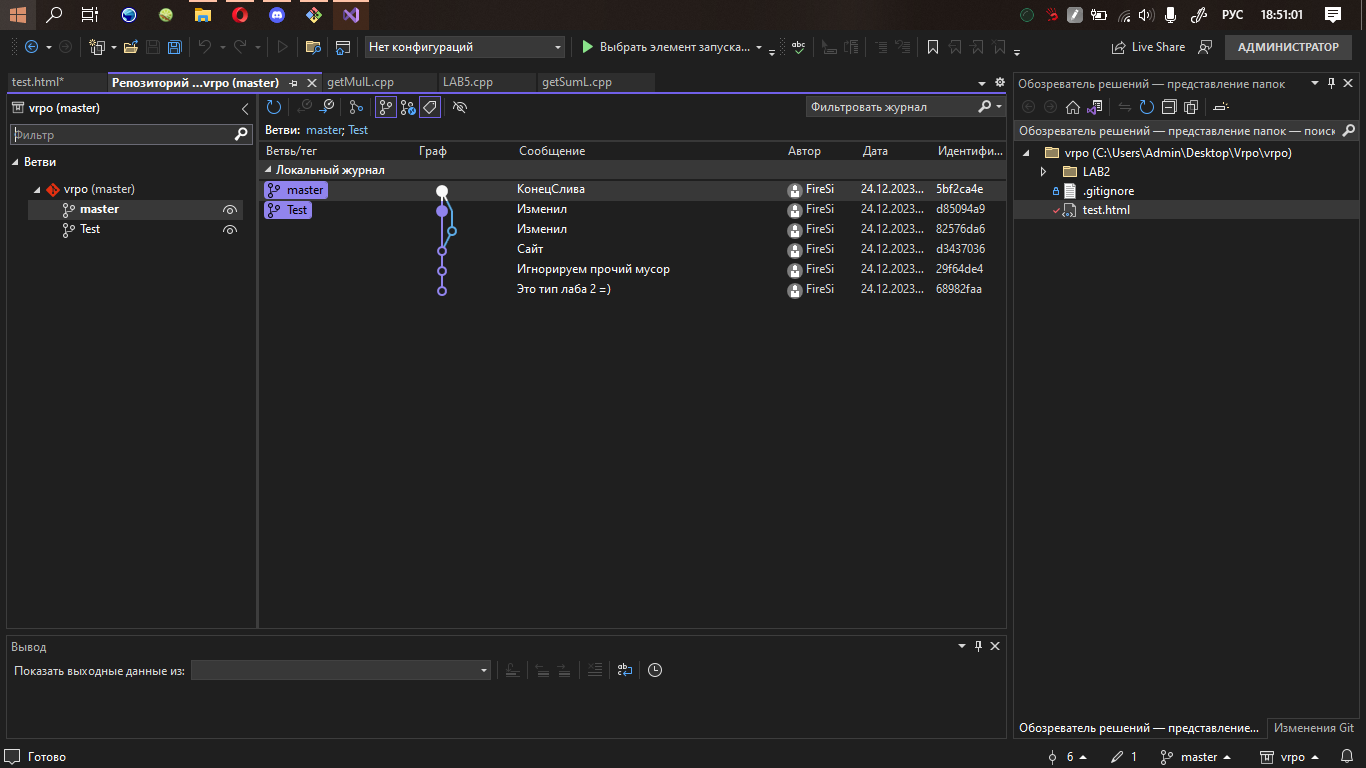 РУС 18:51:01
Нет конфигураций Выбрать элемент запуска... Live Share АДМИНИСТРАТОР
test.html* Репозиторий ...vrpo (master) getMulL.cpp LAB5.cpp getSumL.cpp
vrpo (master)
Фильтр
Ветви
vrpo (master)
master
Test
Фильтровать журнал
Ветви: master; Test
Ветвь/тег Граф Сообщение Автор Дата Идентифи...
Локальный журнал
master КонецСлива FireSi 24.12.2023... 5bf2ca4e
Test Изменил FireSi 24.12.2023... d85094a9
Изменил FireSi 24.12.2023... 82576da6
Сайт FireSi 24.12.2023... d3437036
Игнорируем прочий мусор FireSi 24.12.2023... 29f64de4
Это тип лаба 2 =) FireSi 24.12.2023... 68982faa
Обозреватель решений — представление папок
Обозреватель решений — представление папок — поиск
vrpo (C:\Users\Admin\Desktop\Vrpo\vrpo)
LAB2
.gitignore
test.html
Вывод
Показать выходные данные из:
Обозреватель решений — представление... Изменения Git
Готово 6 1 master vrpo